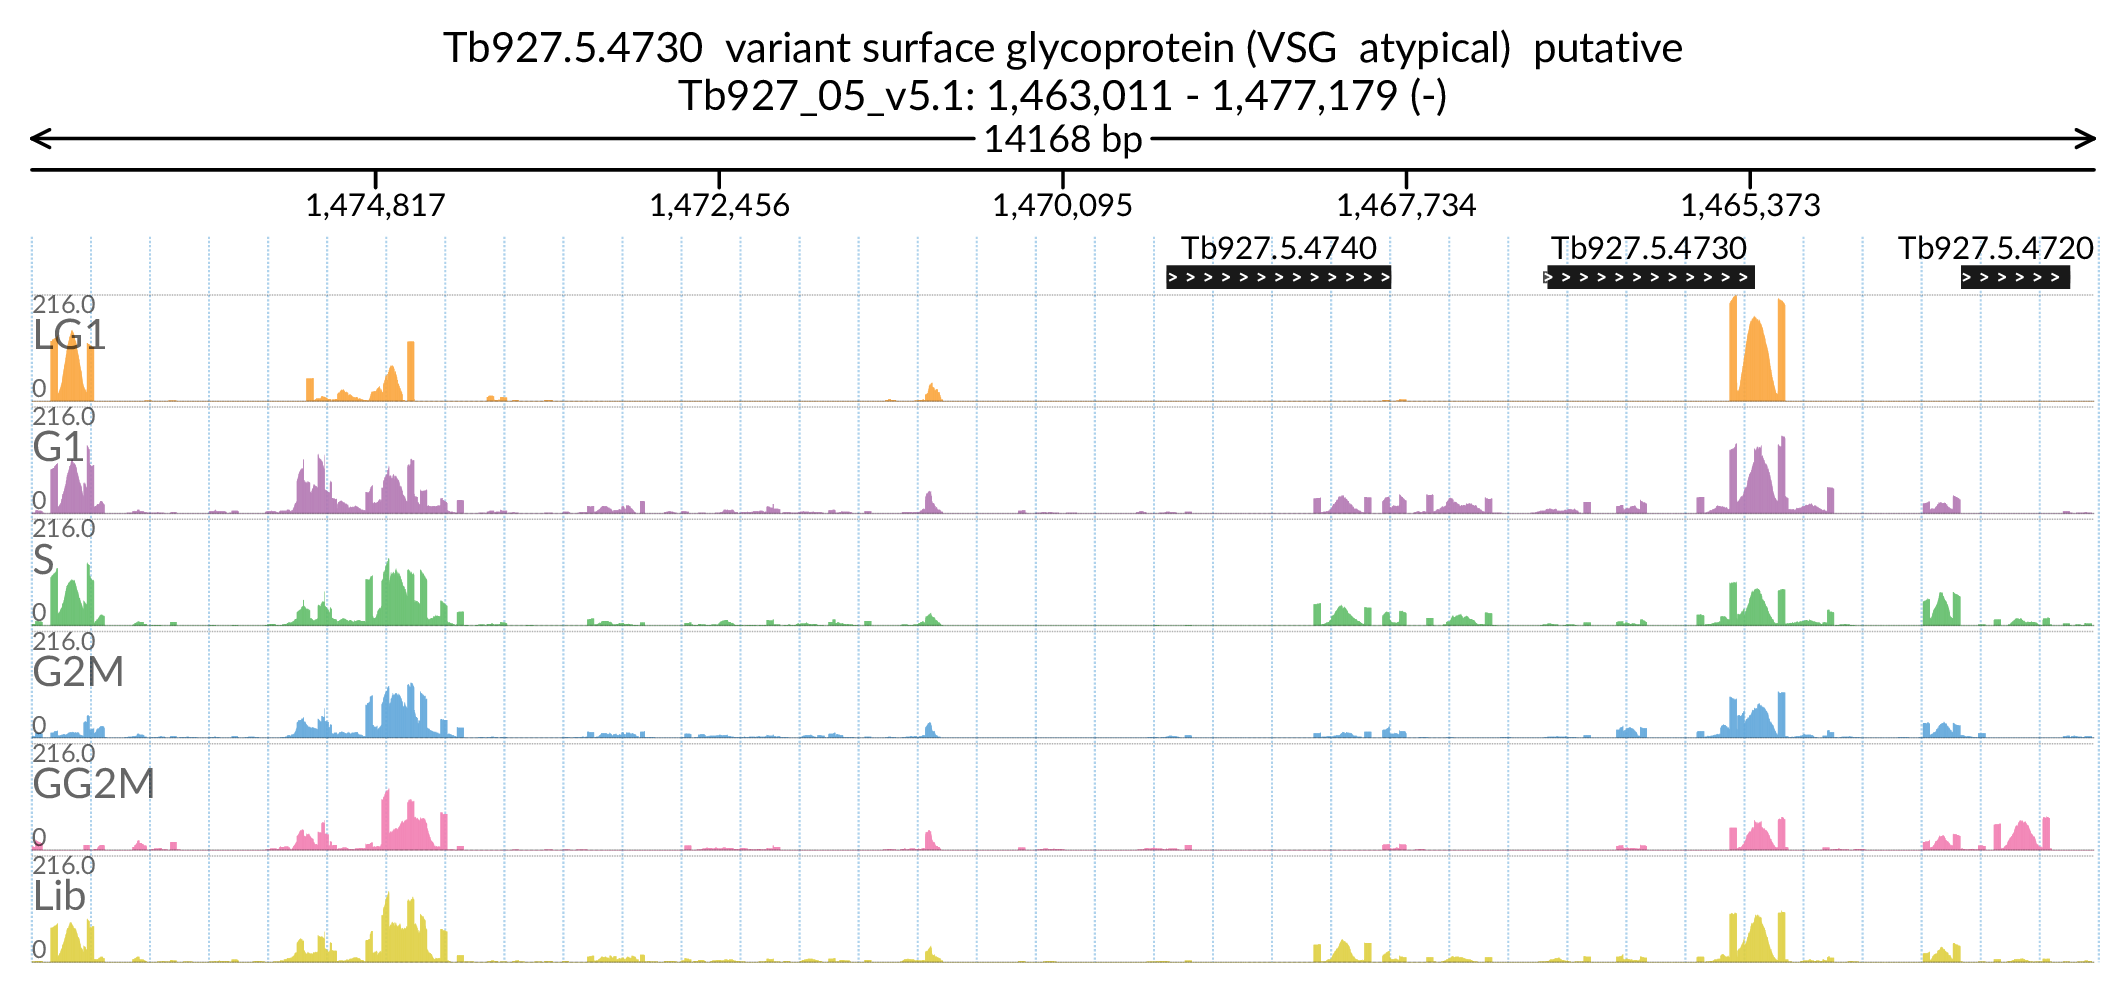 Tb927.5.4730  variant surface glycoprotein (VSG  atypical)  putative
Tb927_05_v5.1: 1,463,011 - 1,477,179 (-)
14168 bp
1,474,817 1,472,456 1,470,095 1,467,734 1,465,373
Tb927.5.4740 Tb927.5.4730 Tb927.5.4720
216.0
LG1
0
216.0
G1
0
216.0
S
0
216.0
G2M
0
216.0
GG2M
0
216.0
Lib
0